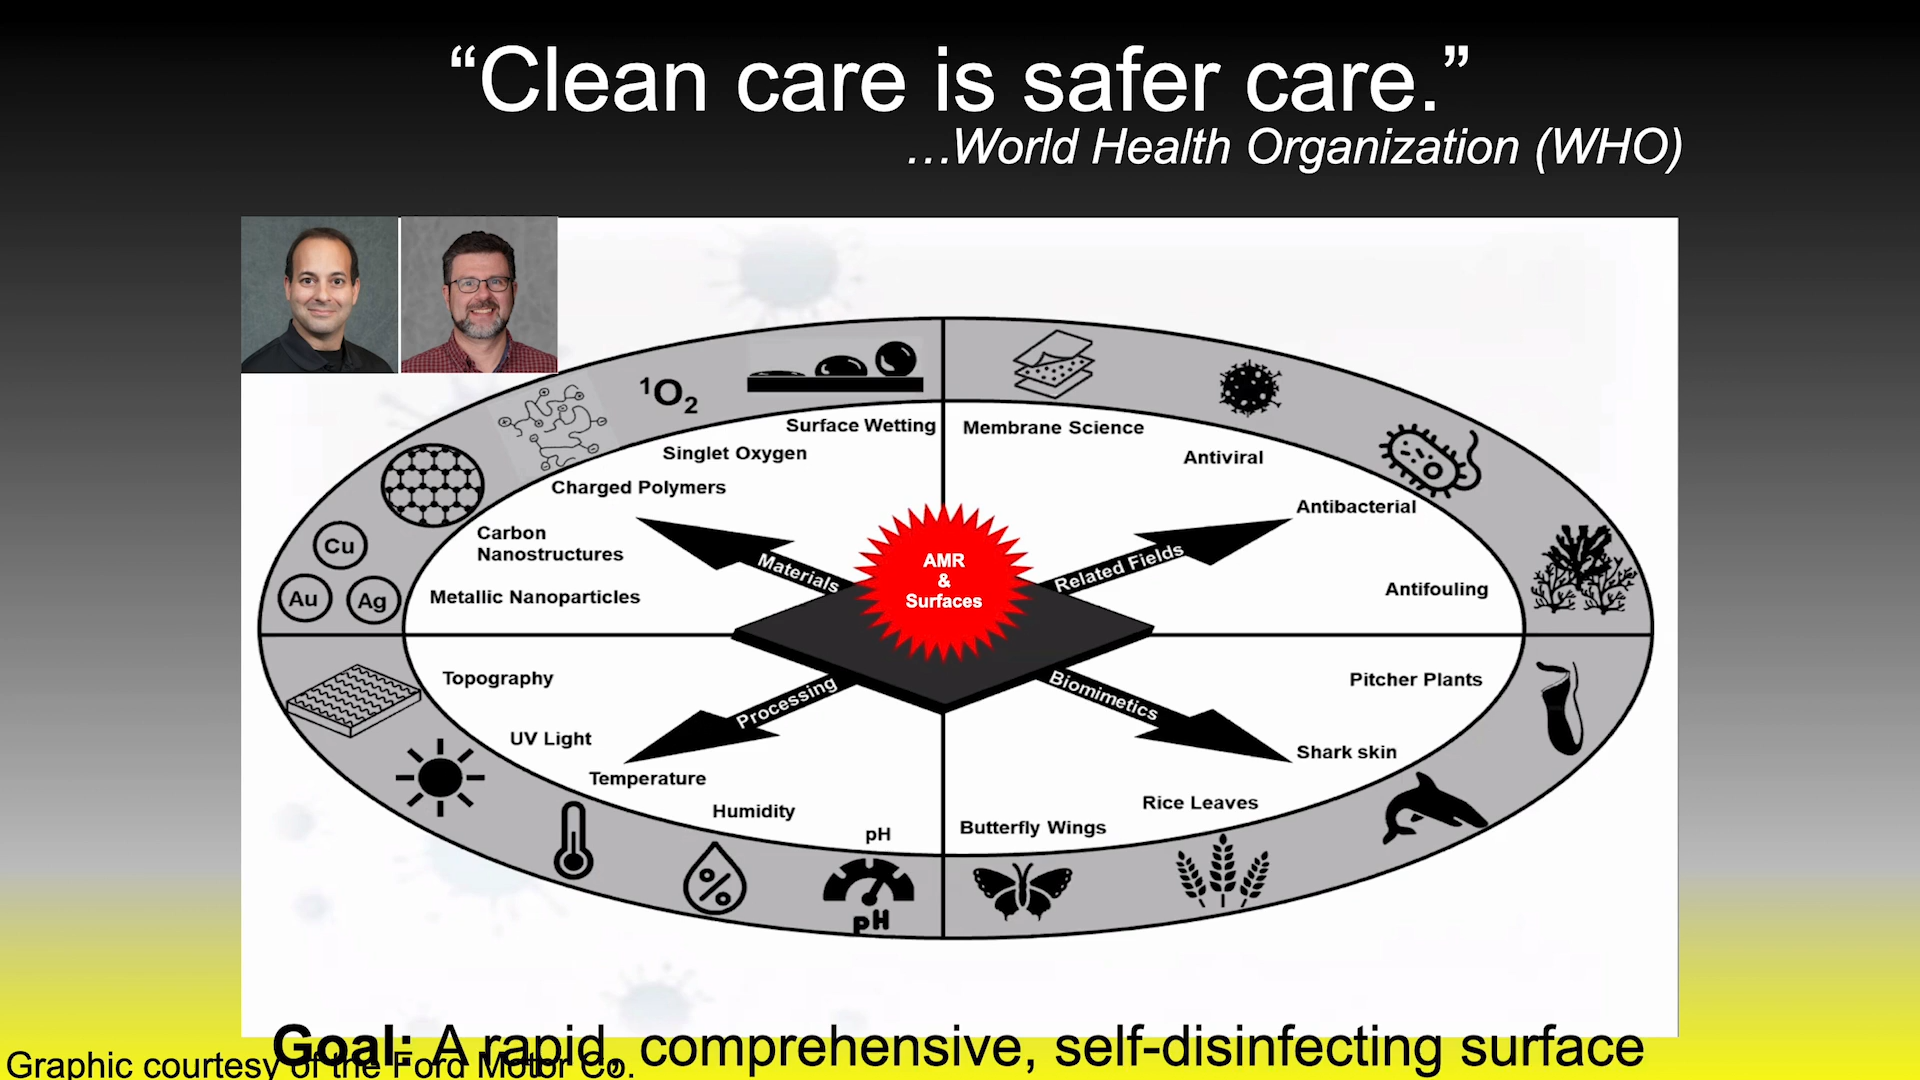 “Clean care is safer care.”
…World Health Organization (WHO)
¹O₂
Surface Wetting
Singlet Oxygen
Charged Polymers
Carbon
Nanostructures
Metallic Nanoparticles
Cu
Au
Ag
Materials
Membrane Science
Antiviral
Antibacterial
Antifouling
Related Fields
AMR
&
Surfaces
Topography
UV Light
Temperature
Humidity
pH
pH
Processing
Pitcher Plants
Shark skin
Rice Leaves
Butterfly Wings
Biomimetics
Goal: A rapid, comprehensive, self-disinfecting surface
Graphic courtesy of the Ford Motor Co.